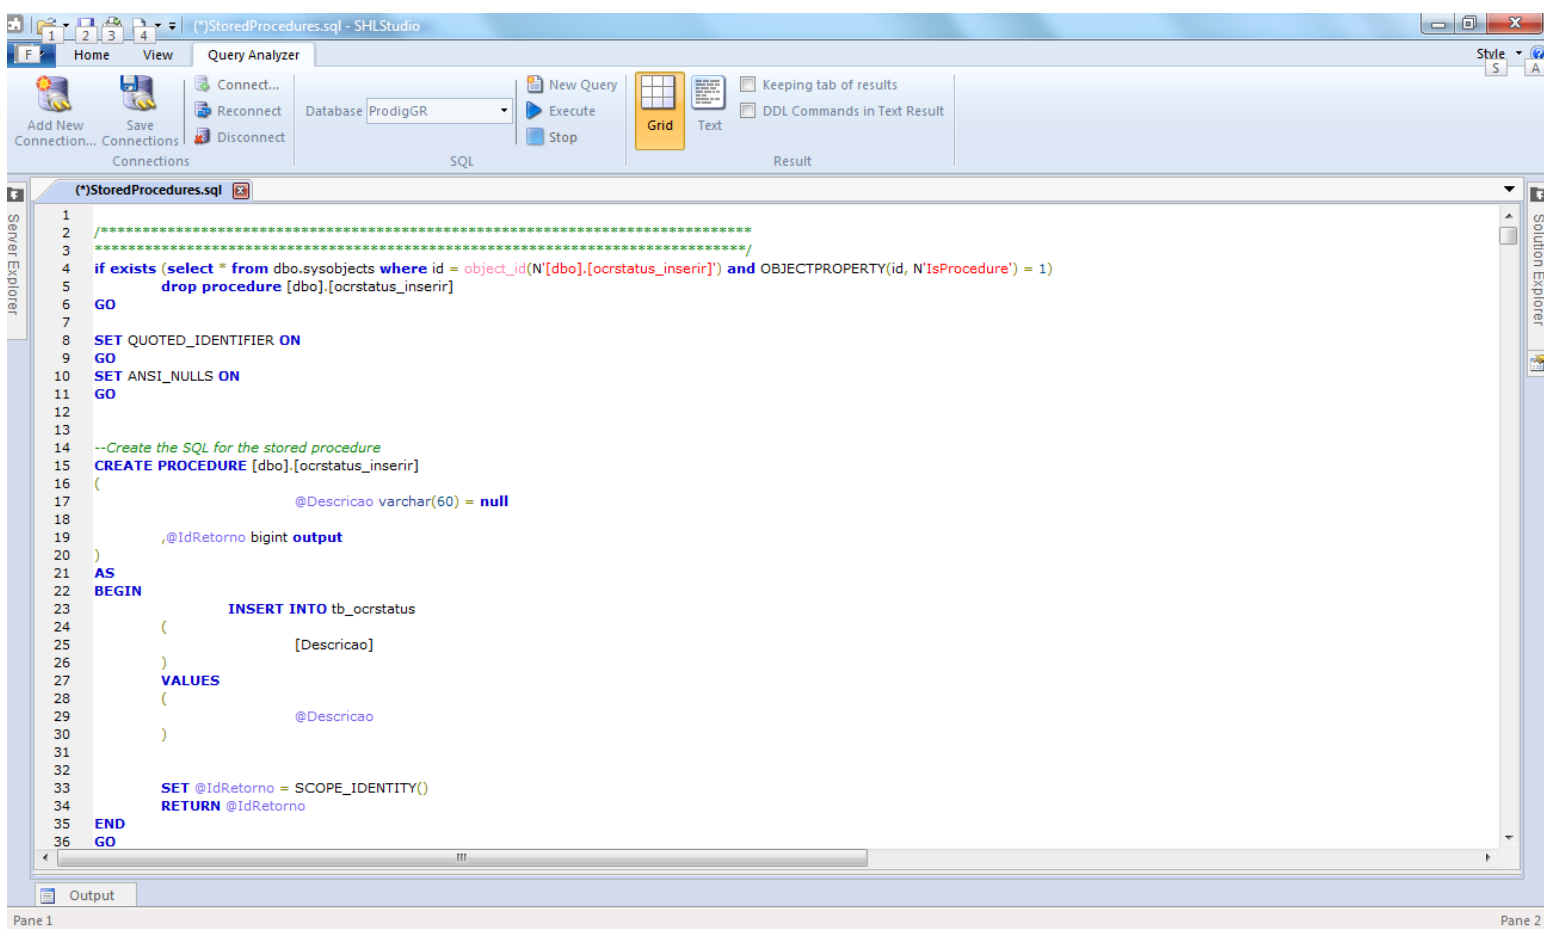 (*)StoredProcedures.sql - SHLStudio
1 2 3 4
F Home View Query Analyzer Style
S A
Add New Connection...
Save Connections
Connect...
Reconnect
Disconnect
Connections
Database ProdigGR
New Query
Execute
Stop
SQL
Grid
Text
Keeping tab of results
DDL Commands in Text Result
Result
(*)StoredProcedures.sql
Server Explorer
Solution Explorer
1
2 /******************************************************************************
3 ******************************************************************************/
4 if exists (select * from dbo.sysobjects where id = object_id(N'[dbo].[ocrstatus_inserir]') and OBJECTPROPERTY(id, N'IsProcedure') = 1)
5 drop procedure [dbo].[ocrstatus_inserir]
6 GO
7
8 SET QUOTED_IDENTIFIER ON
9 GO
10 SET ANSI_NULLS ON
11 GO
12
13
14 --Create the SQL for the stored procedure
15 CREATE PROCEDURE [dbo].[ocrstatus_inserir]
16 (
17 @Descricao varchar(60) = null
18
19 ,@IdRetorno bigint output
20 )
21 AS
22 BEGIN
23 INSERT INTO tb_ocrstatus
24 (
25 [Descricao]
26 )
27 VALUES
28 (
29 @Descricao
30 )
31
32
33 SET @IdRetorno = SCOPE_IDENTITY()
34 RETURN @IdRetorno
35 END
36 GO
Output
Pane 1 Pane 2